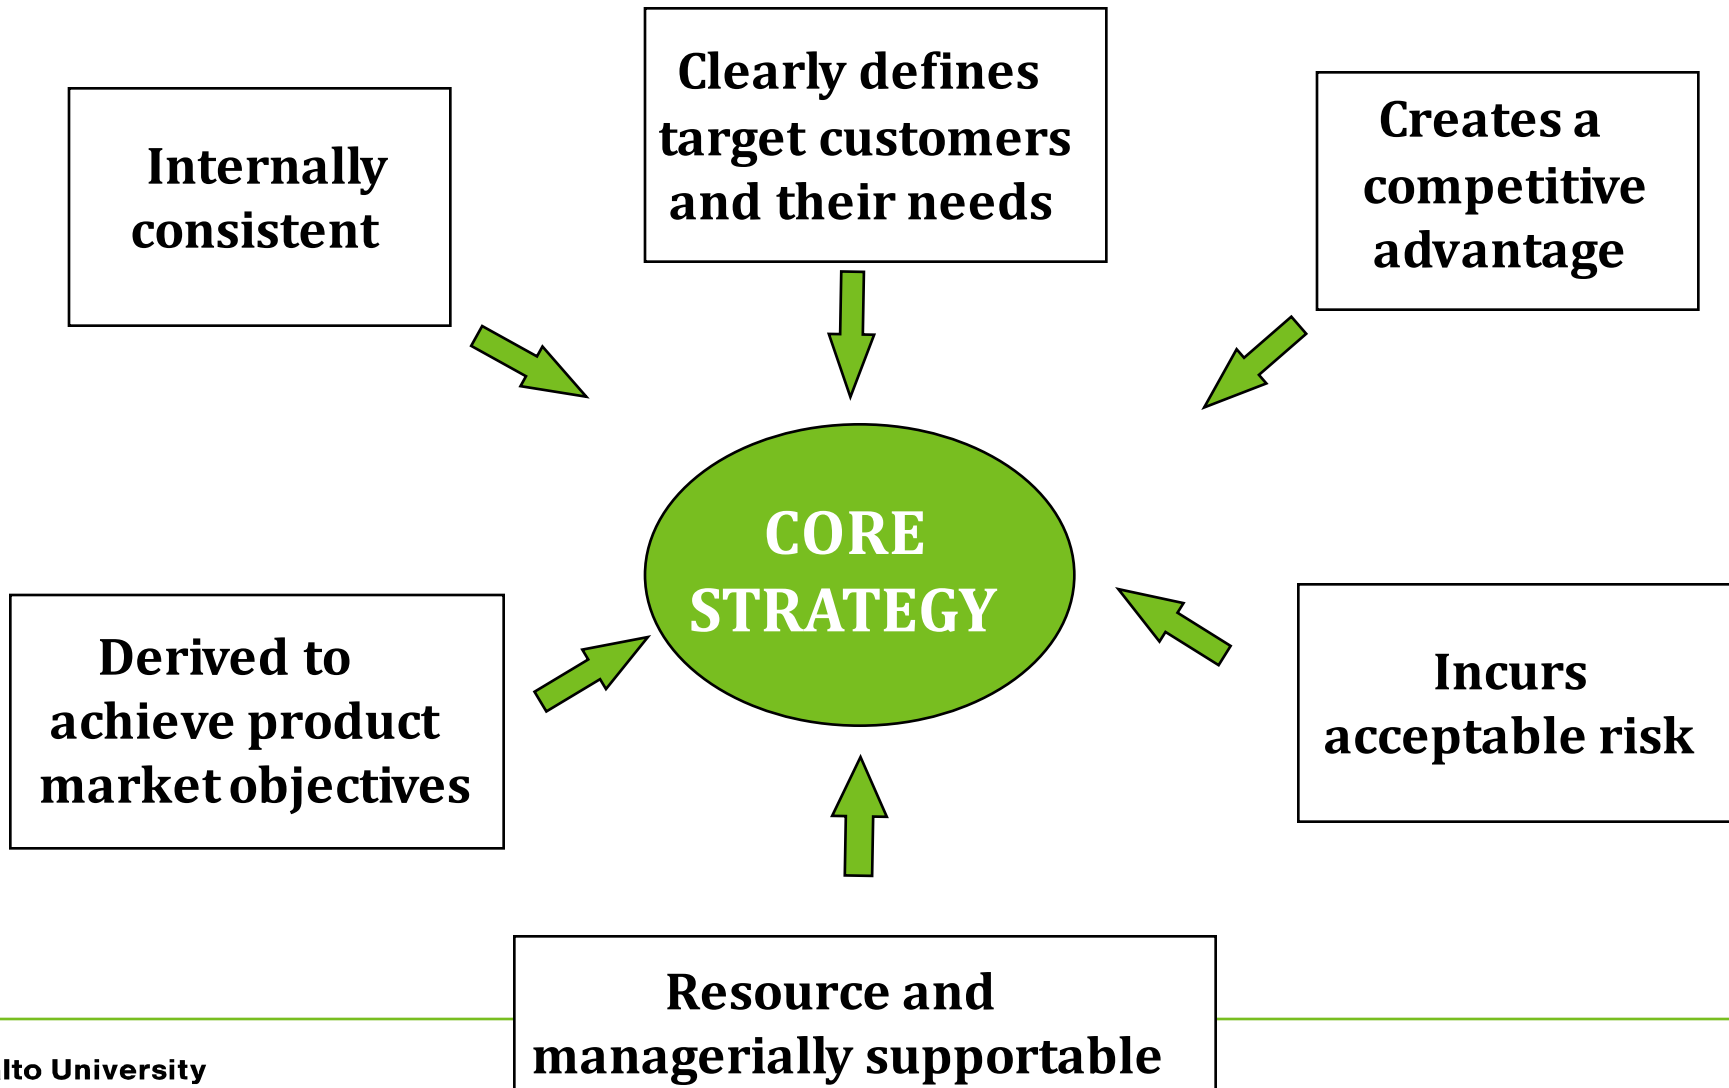 Clearly defines
target customers
and their needs
Internally
consistent
Creates a
competitive
advantage
CORE
STRATEGY
Derived to
achieve product
market objectives
Incurs
acceptable risk
Resource and
managerially supportable
lto University